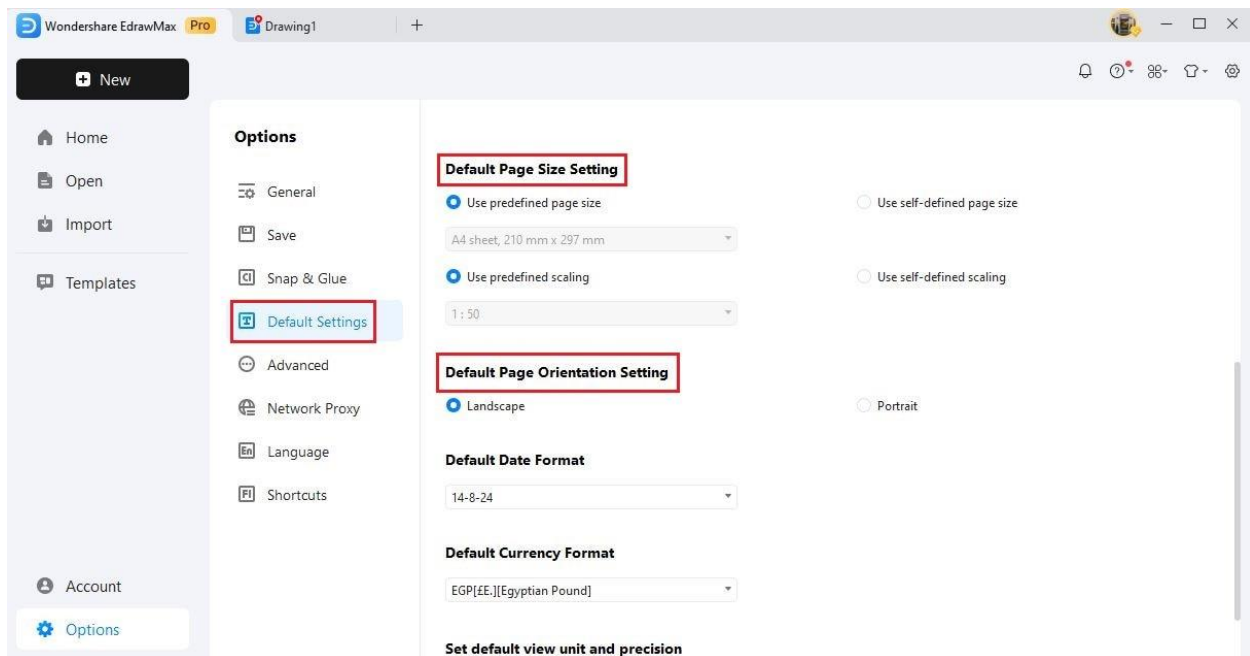 Wondershare EdrawMax Pro Drawing1
New
Home
Open
Import
Templates
Account
Options
Options
General
Save
Snap & Glue
Default Settings
Advanced
Network Proxy
Language
Shortcuts
Default Page Size Setting
Use predefined page size Use self-defined page size
A4 sheet, 210 mm x 297 mm
Use predefined scaling Use self-defined scaling
1 : 50
Default Page Orientation Setting
Landscape Portrait
Default Date Format
14-8-24
Default Currency Format
EGP[£E.][Egyptian Pound]
Set default view unit and precision